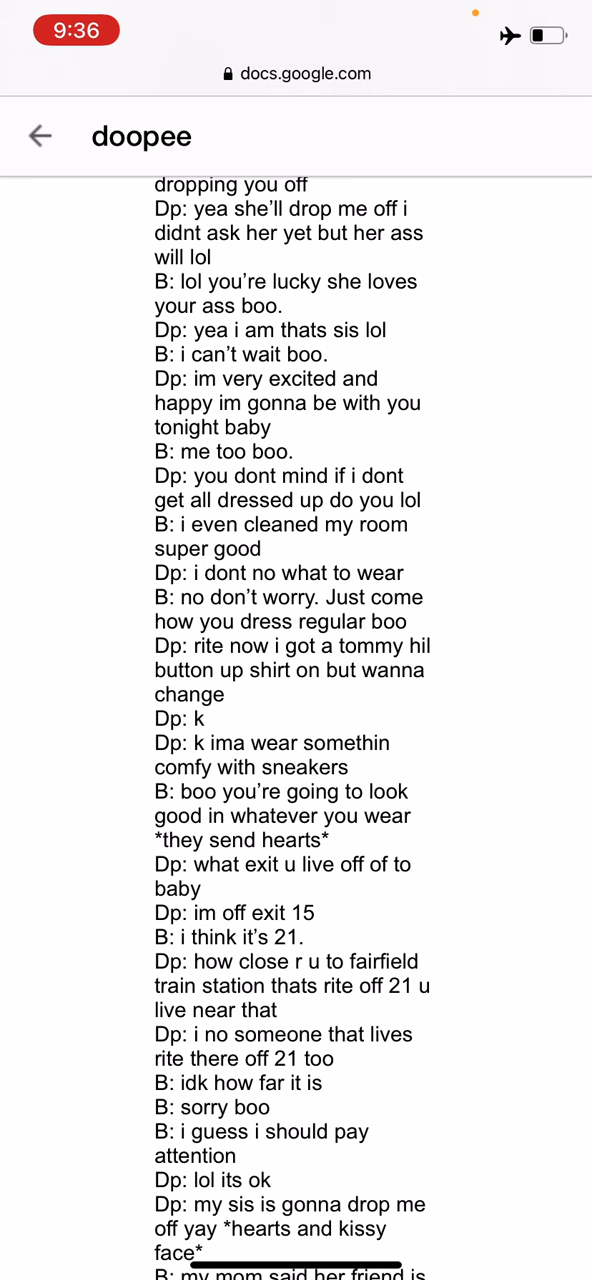 9:36
docs.google.com
doopee
dropping you off
Dp: yea she'll drop me off i
didnt ask her yet but her ass
will lol
B: lol you're lucky she loves
your ass boo.
Dp: yea i am thats sis lol
B: i can't wait boo.
Dp: im very excited and
happy im gonna be with you
tonight baby
B: me too boo.
Dp: you dont mind if i dont
get all dressed up do you lol
B: i even cleaned my room
super good
Dp: i dont no what to wear
B: no don't worry. Just come
how you dress regular boo
Dp: rite now i got a tommy hil
button up shirt on but wanna
change
Dp: k
Dp: k ima wear somethin
comfy with sneakers
B: boo you're going to look
good in whatever you wear
*they send hearts*
Dp: what exit u live off of to
baby
Dp: im off exit 15
B: i think it's 21.
Dp: how close r u to fairfield
train station thats rite off 21 u
live near that
Dp: i no someone that lives
rite there off 21 too
B: idk how far it is
B: sorry boo
B: i guess i should pay
attention
Dp: lol its ok
Dp: my sis is gonna drop me
off yay *hearts and kissy
face*
B: my mom said her friend is